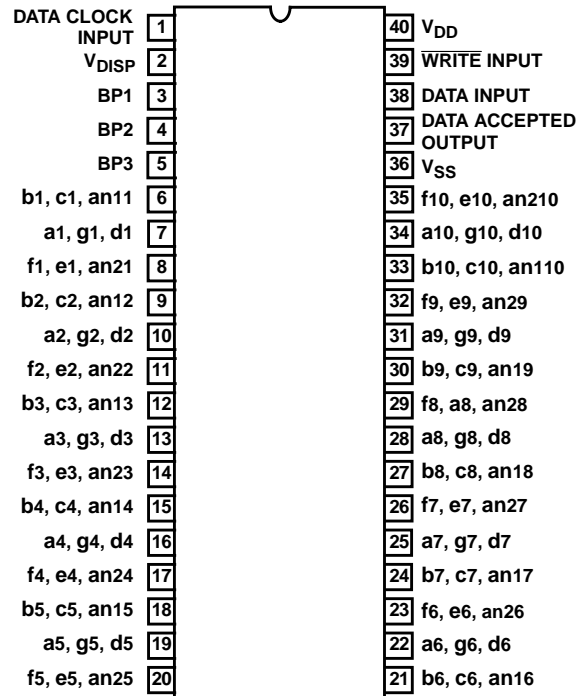 DATA CLOCK
INPUT 1
VDISP 2
BP1 3
BP2 4
BP3 5
b1, c1, an11 6
a1, g1, d1 7
f1, e1, an21 8
b2, c2, an12 9
a2, g2, d2 10
f2, e2, an22 11
b3, c3, an13 12
a3, g3, d3 13
f3, e3, an23 14
b4, c4, an14 15
a4, g4, d4 16
f4, e4, an24 17
b5, c5, an15 18
a5, g5, d5 19
f5, e5, an25 20
40 VDD
39 WRITE INPUT
38 DATA INPUT
37 DATA ACCEPTED
OUTPUT
36 VSS
35 f10, e10, an210
34 a10, g10, d10
33 b10, c10, an110
32 f9, e9, an29
31 a9, g9, d9
30 b9, c9, an19
29 f8, a8, an28
28 a8, g8, d8
27 b8, c8, an18
26 f7, e7, an27
25 a7, g7, d7
24 b7, c7, an17
23 f6, e6, an26
22 a6, g6, d6
21 b6, c6, an16